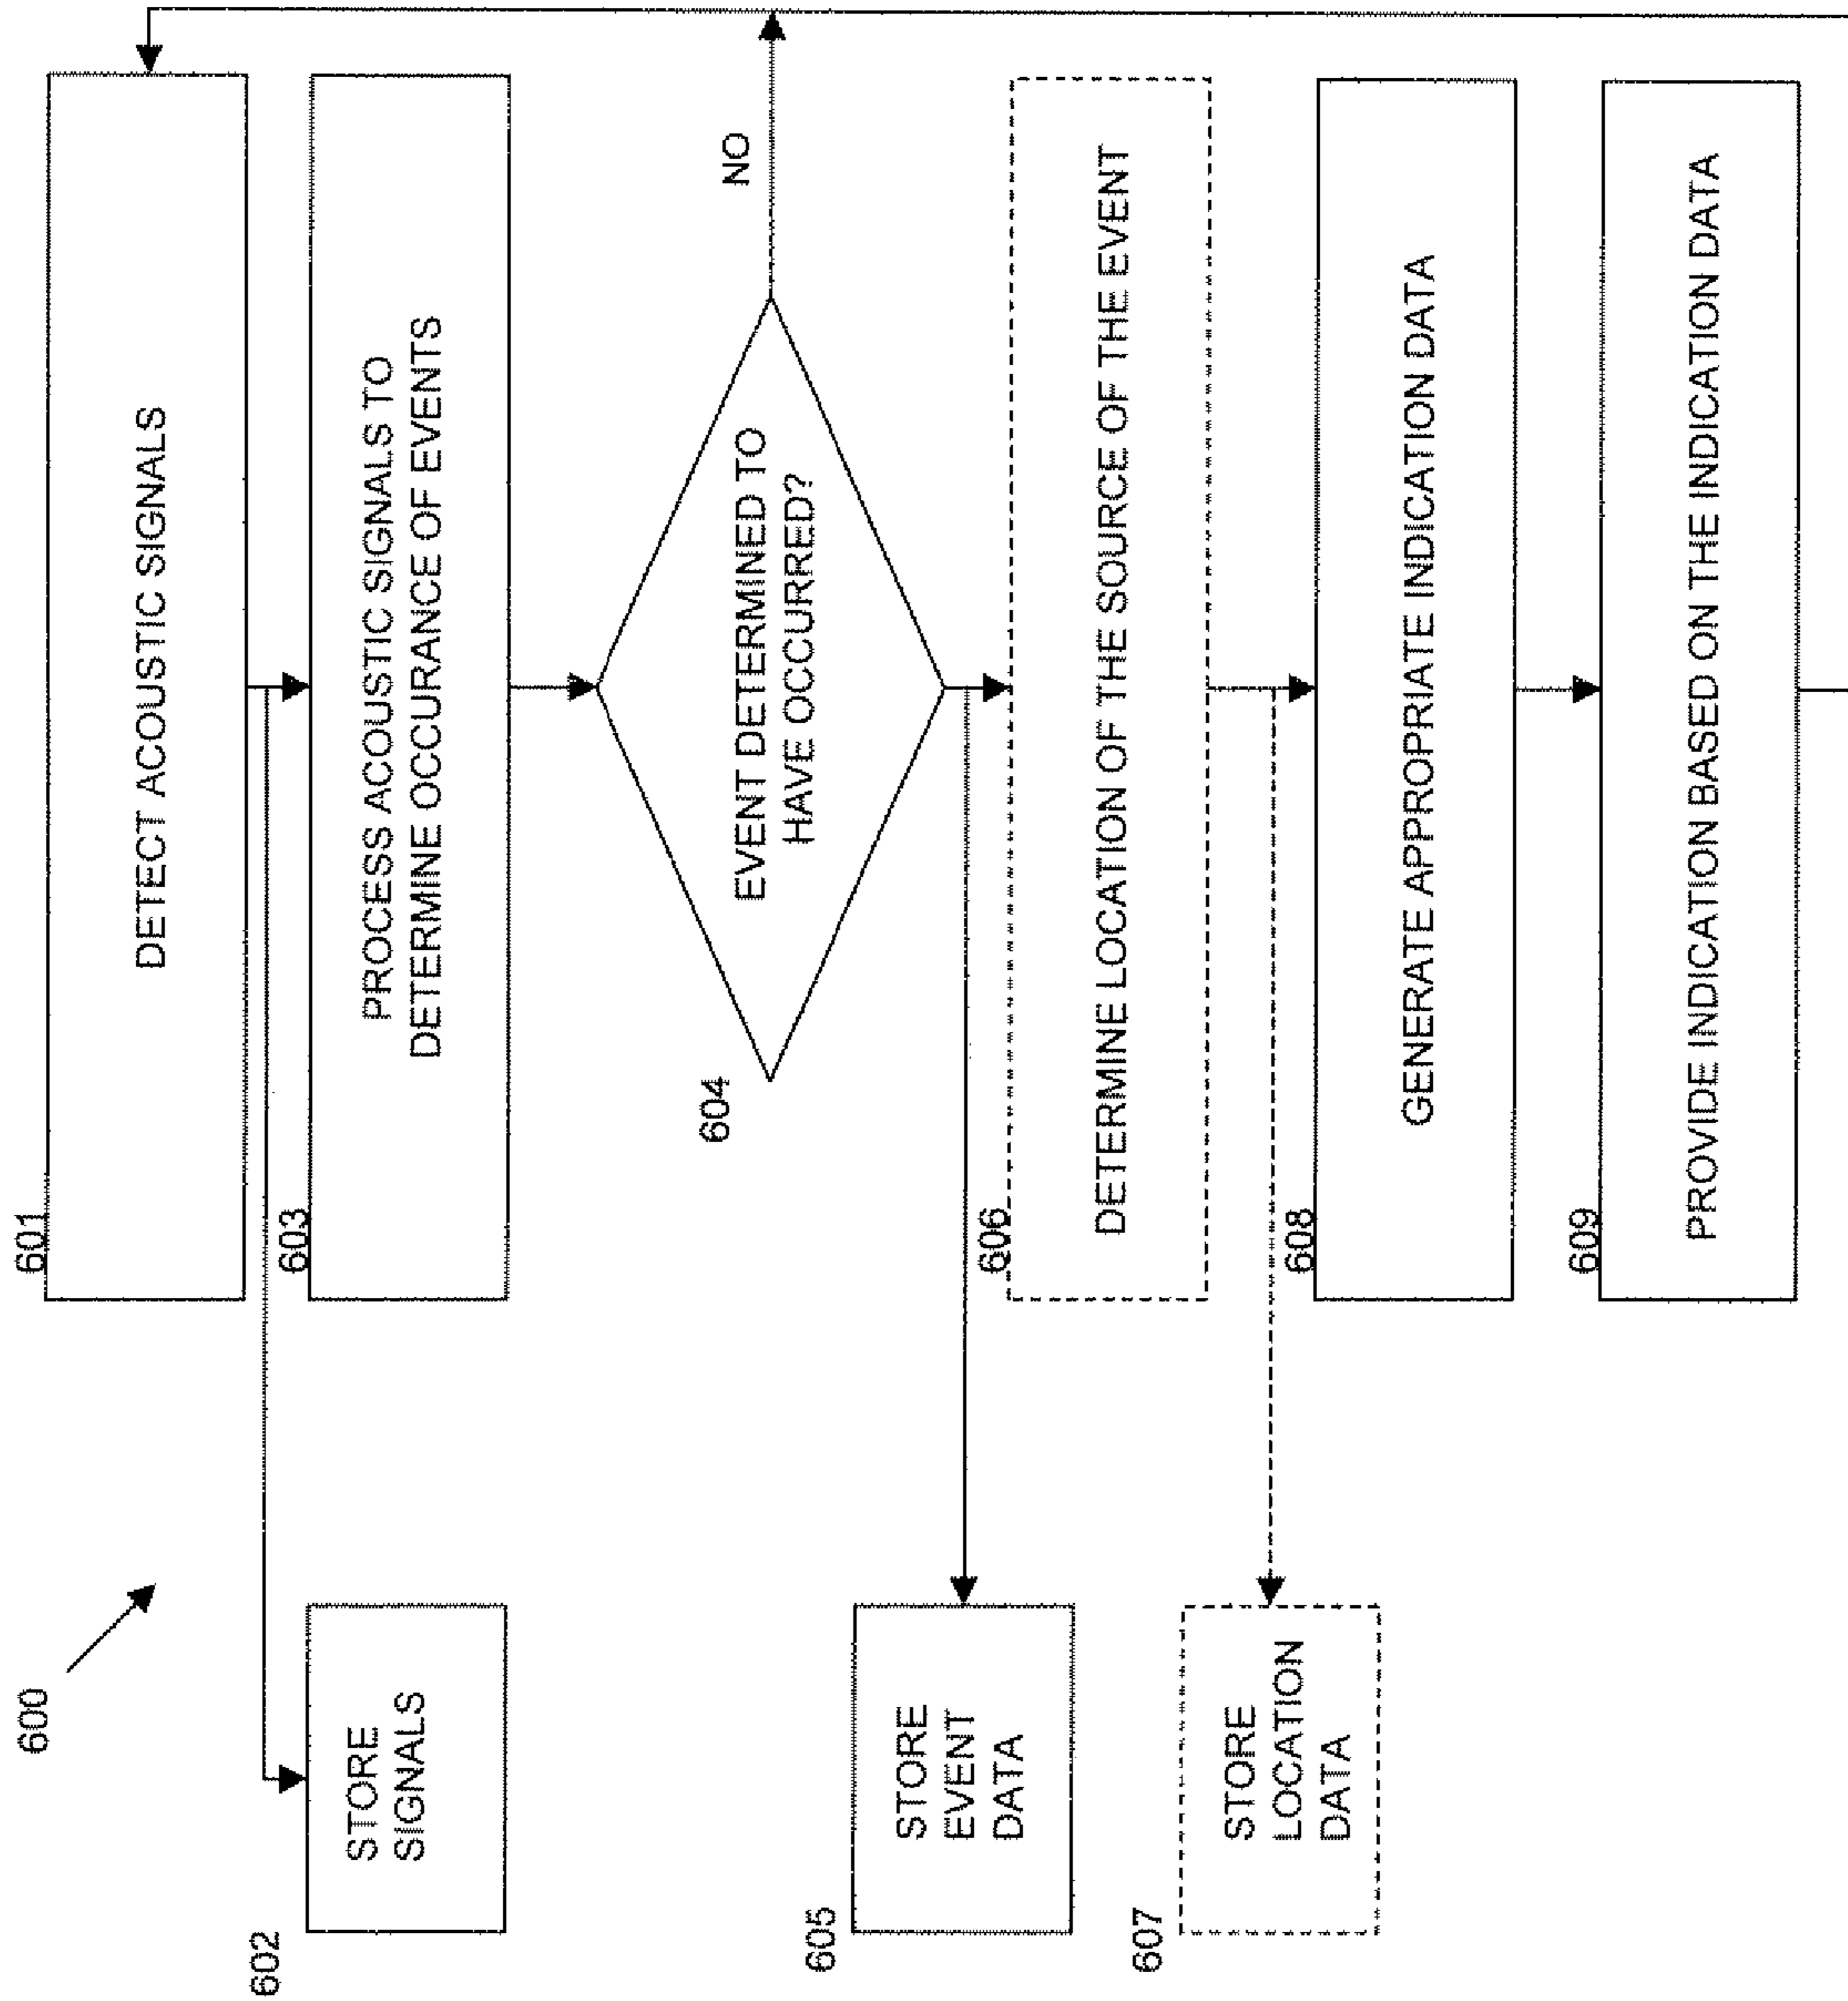 600
601
DETECT ACOUSTIC SIGNALS
602
STORE
SIGNALS
603
PROCESS ACOUSTIC SIGNALS TO
DETERMINE OCCURANCE OF EVENTS
604
EVENT DETERMINED TO
HAVE OCCURRED?
NO
605
STORE
EVENT
DATA
606
DETERMINE LOCATION OF THE SOURCE OF THE EVENT
607
STORE
LOCATION
DATA
608
GENERATE APPROPRIATE INDICATION DATA
609
PROVIDE INDICATION BASED ON THE INDICATION DATA